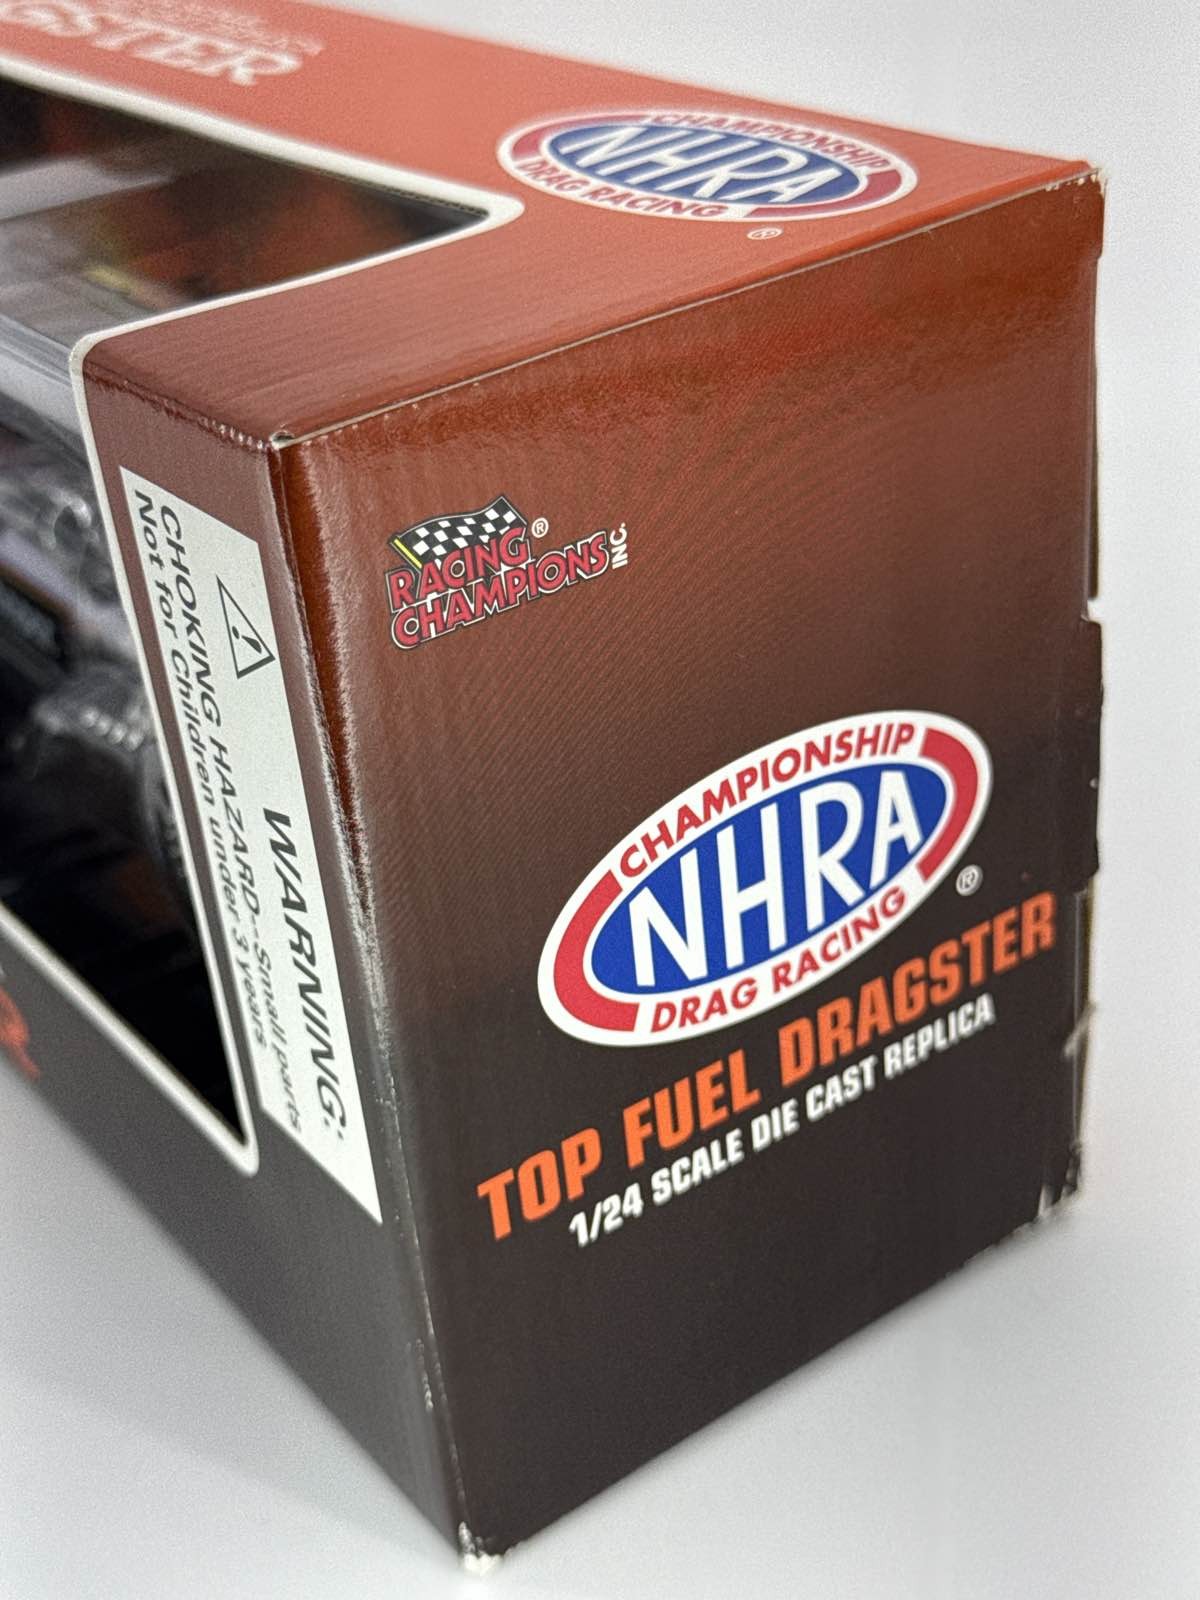 CHAMPIONSHIP
NHRA
DRAG RACING
®
RACING ®
CHAMPIONS INC.
WARNING:
CHOKIING HAZARD--Small parts
Not for Children under 3 years
CHAMPIONSHIP
NHRA
DRAG RACING
®
TOP FUEL DRAGSTER
1/24 SCALE DIE CAST REPLICA